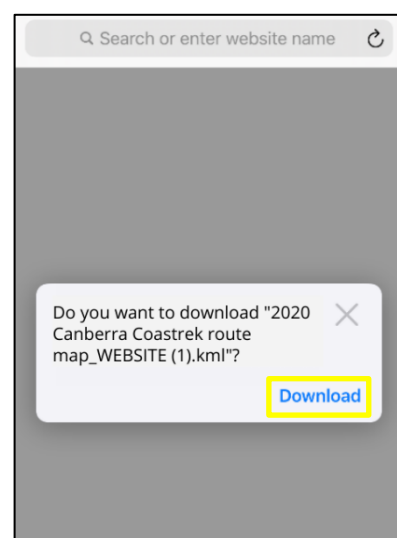 Search or enter website name
Do you want to download "2020
Canberra Coastrek route
map_WEBSITE (1).kml"?
Download